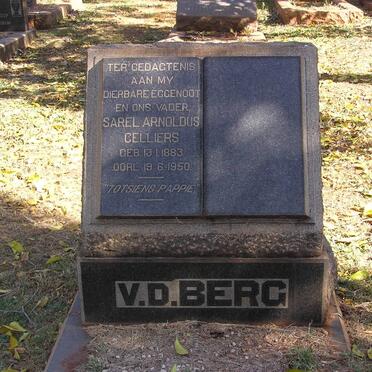 TER GEDAGTENIS
AAN MY
DIERBARE EGGENOOT
EN ONS VADER
SAREL ARNOLDUS
CELLIERS
GEB. 13.1.1883
OORL. 19.6.1950
"TOTSIENS PAPPIE"
V.D.BERG